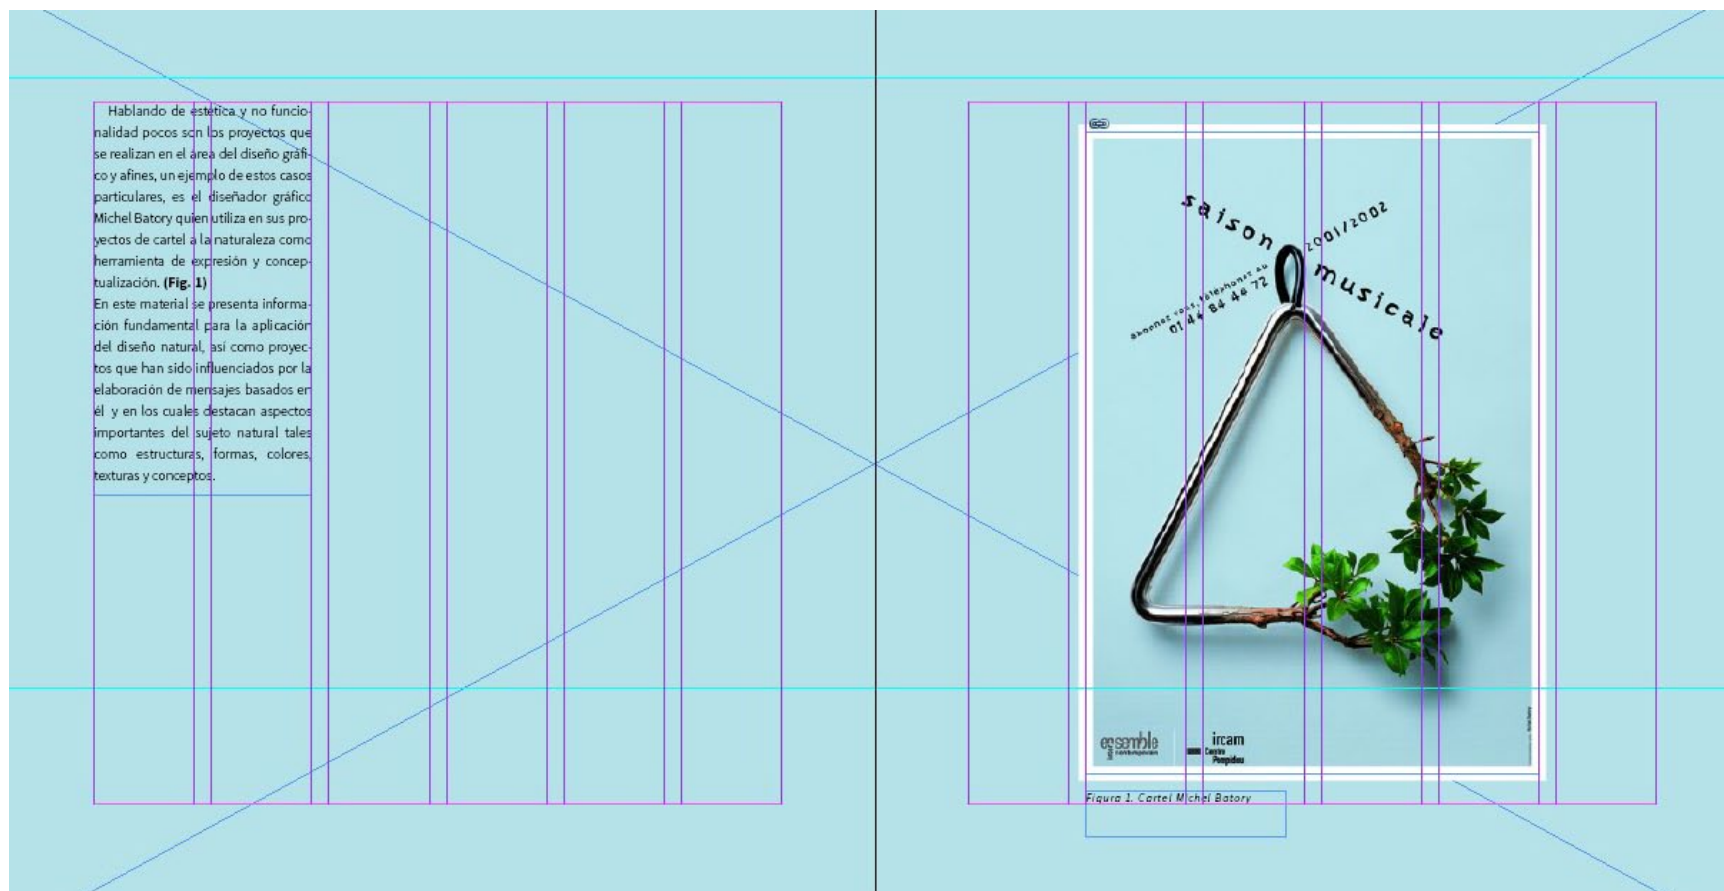 Hablando de estética y no funcio-
nalidad pocos son los proyectos que
se realizan en el área del diseño gráfi-
co y afines, un ejemplo de estos casos
particulares, es el diseñador gráfico
Michel Batory quien utiliza en sus pro-
yectos de cartel a la naturaleza como
herramienta de expresión y concep-
tualización. (Fig. 1)
En este material se presenta informa-
ción fundamental para la aplicación
del diseño natural, así como proyec-
tos que han sido influenciados por la
elaboración de mensajes basados en
él y en los cuales destacan aspectos
importantes del sujeto natural tales
como estructuras, formas, colores,
texturas y conceptos.
saison
2001/2002
musicale
abonnez vous, téléphonez au
01 44 84 44 72
ensemble
ircam
Centre
Pompidou
Figura 1. Cartel Michel Batory